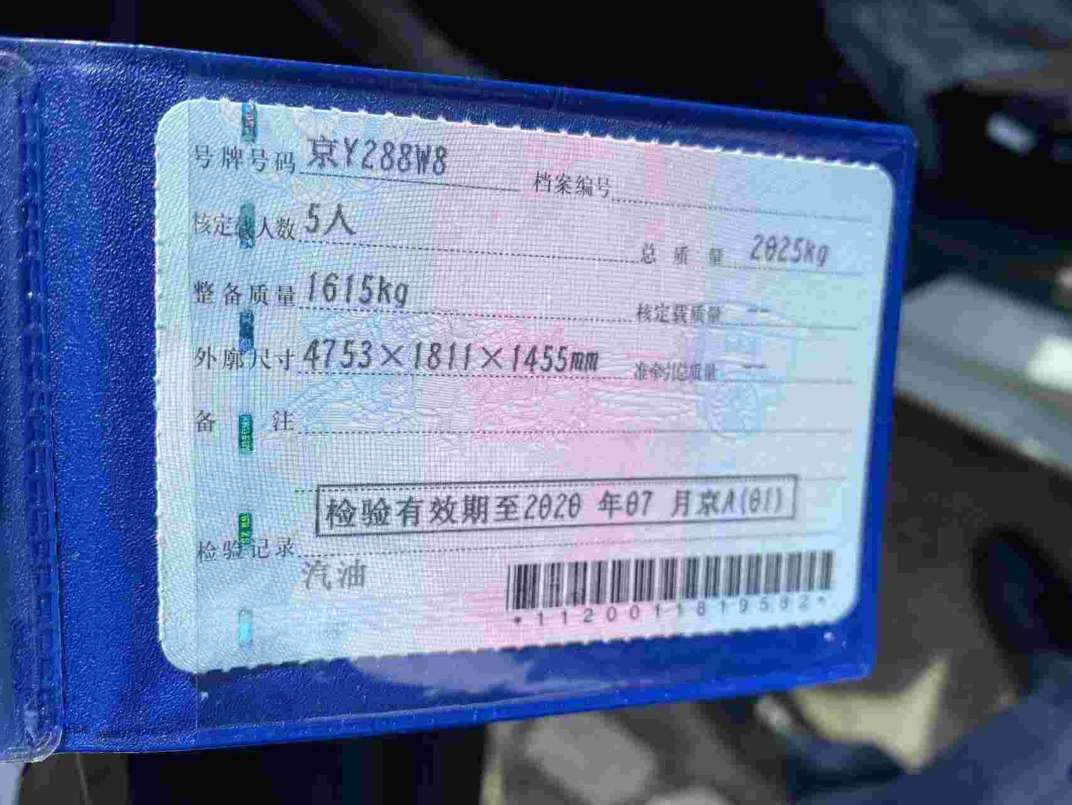 号牌号码 京Y288W8 档案编号
核定载人数 5人 总质量 2025kg
整备质量 1615kg 核定载质量 --
外廓尺寸 4753×1811×1455mm 准牵引总质量 --
备注
检验有效期至2020 年07 月京A(01)
检验记录
汽油
*1120011819582*